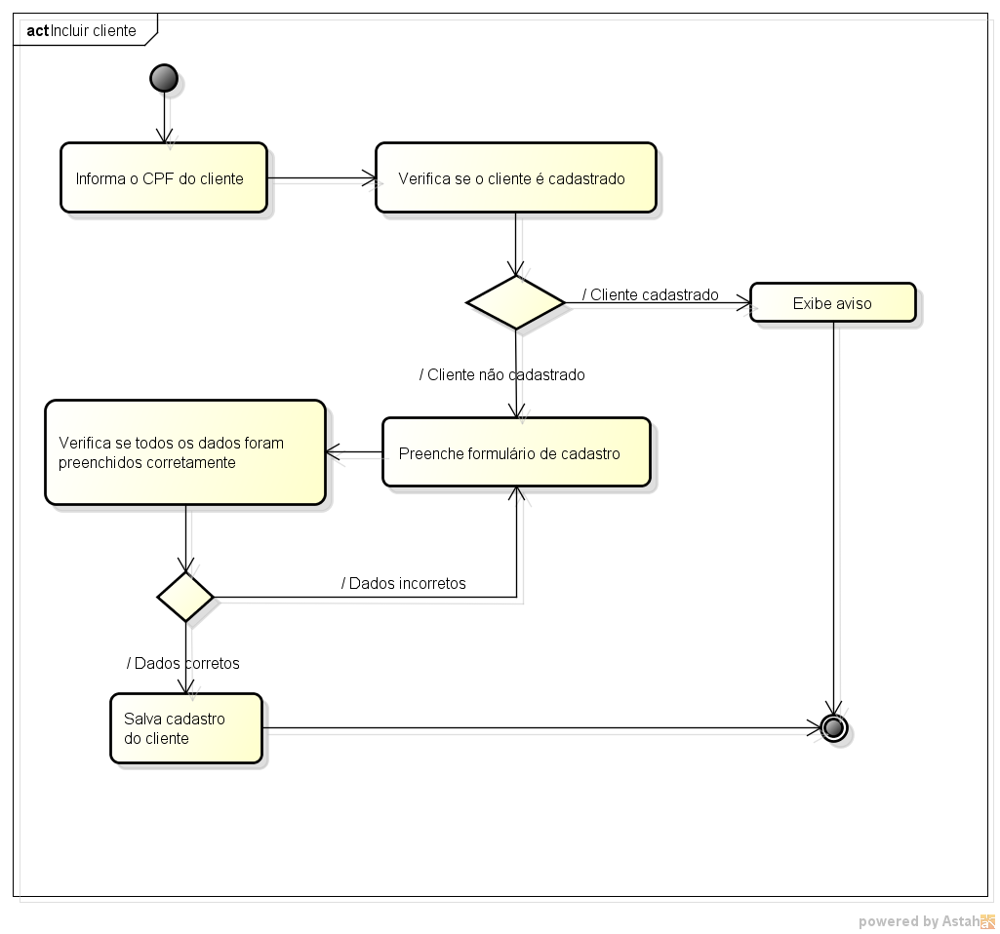 act Incluir cliente
Informa o CPF do cliente
Verifica se o cliente é cadastrado
/ Cliente cadastrado
Exibe aviso
/ Cliente não cadastrado
Preenche formulário de cadastro
Verifica se todos os dados foram
preenchidos corretamente
/ Dados incorretos
/ Dados corretos
Salva cadastro
do cliente
powered by Astah